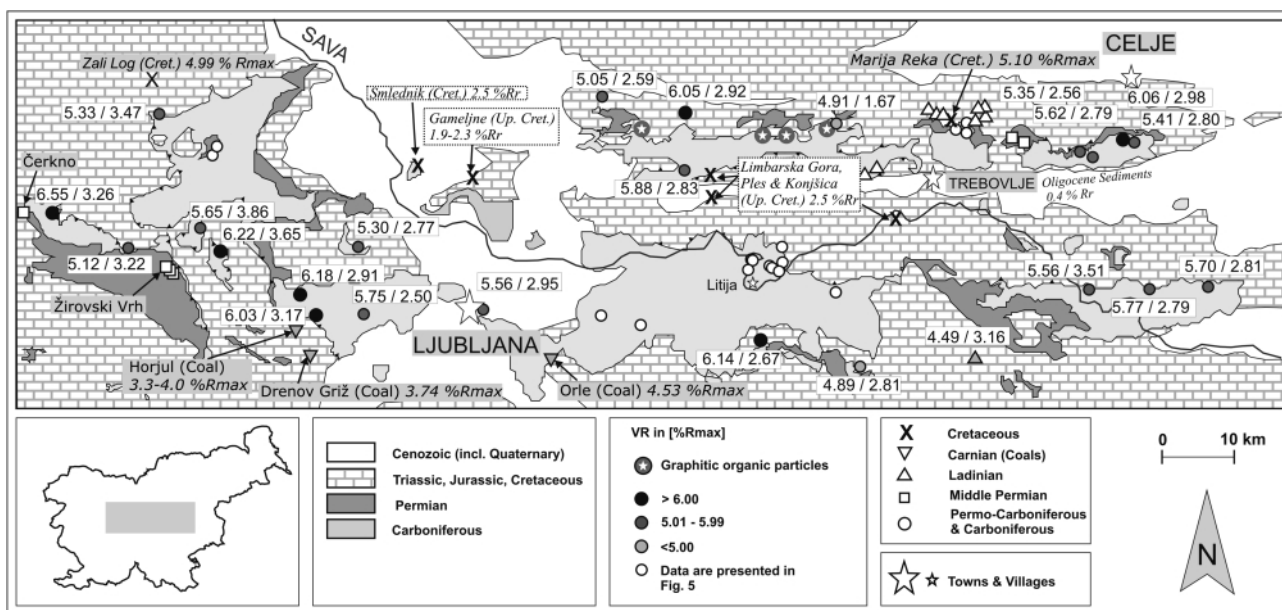 SAVA
CELJE
Zali Log (Cret.) 4.99 % Rmax
Marija Reka (Cret.) 5.10 %Rmax
5.33 / 3.47
Smlednik (Cret.) 2.5 %Rr
Gameljne (Up. Cret.)
1.9-2.3 %Rr
5.05 / 2.59
6.05 / 2.92
4.91 / 1.67
5.35 / 2.56
5.62 / 2.79
6.06 / 2.98
5.41 / 2.80
Čerkno
6.55 / 3.26
5.65 / 3.86
6.22 / 3.65
5.30 / 2.77
5.88 / 2.83
Limbarska Gora,
Ples & Konjšica
(Up. Cret.) 2.5 %Rr
TREBOVLJE
Oligocene Sediments
0.4 % Rr
5.12 / 3.22
Žirovski Vrh
6.18 / 2.91
5.75 / 2.50
6.03 / 3.17
5.56 / 2.95
Litija
5.56 / 3.51
5.70 / 2.81
5.77 / 2.79
LJUBLJANA
4.49 / 3.16
6.14 / 2.67
4.89 / 2.81
Horjul (Coal)
3.3-4.0 %Rmax
Drenov Griž (Coal) 3.74 %Rmax
Orle (Coal) 4.53 %Rmax
Cenozoic (incl. Quaternary)
Triassic, Jurassic, Cretaceous
Permian
Carboniferous
VR in [%Rmax]
Graphitic organic particles
> 6.00
5.01 - 5.99
<5.00
Data are presented in
Fig. 5
X Cretaceous
Carnian (Coals)
Ladinian
Middle Permian
Permo-Carboniferous
& Carboniferous
Towns & Villages
0 10 km
N